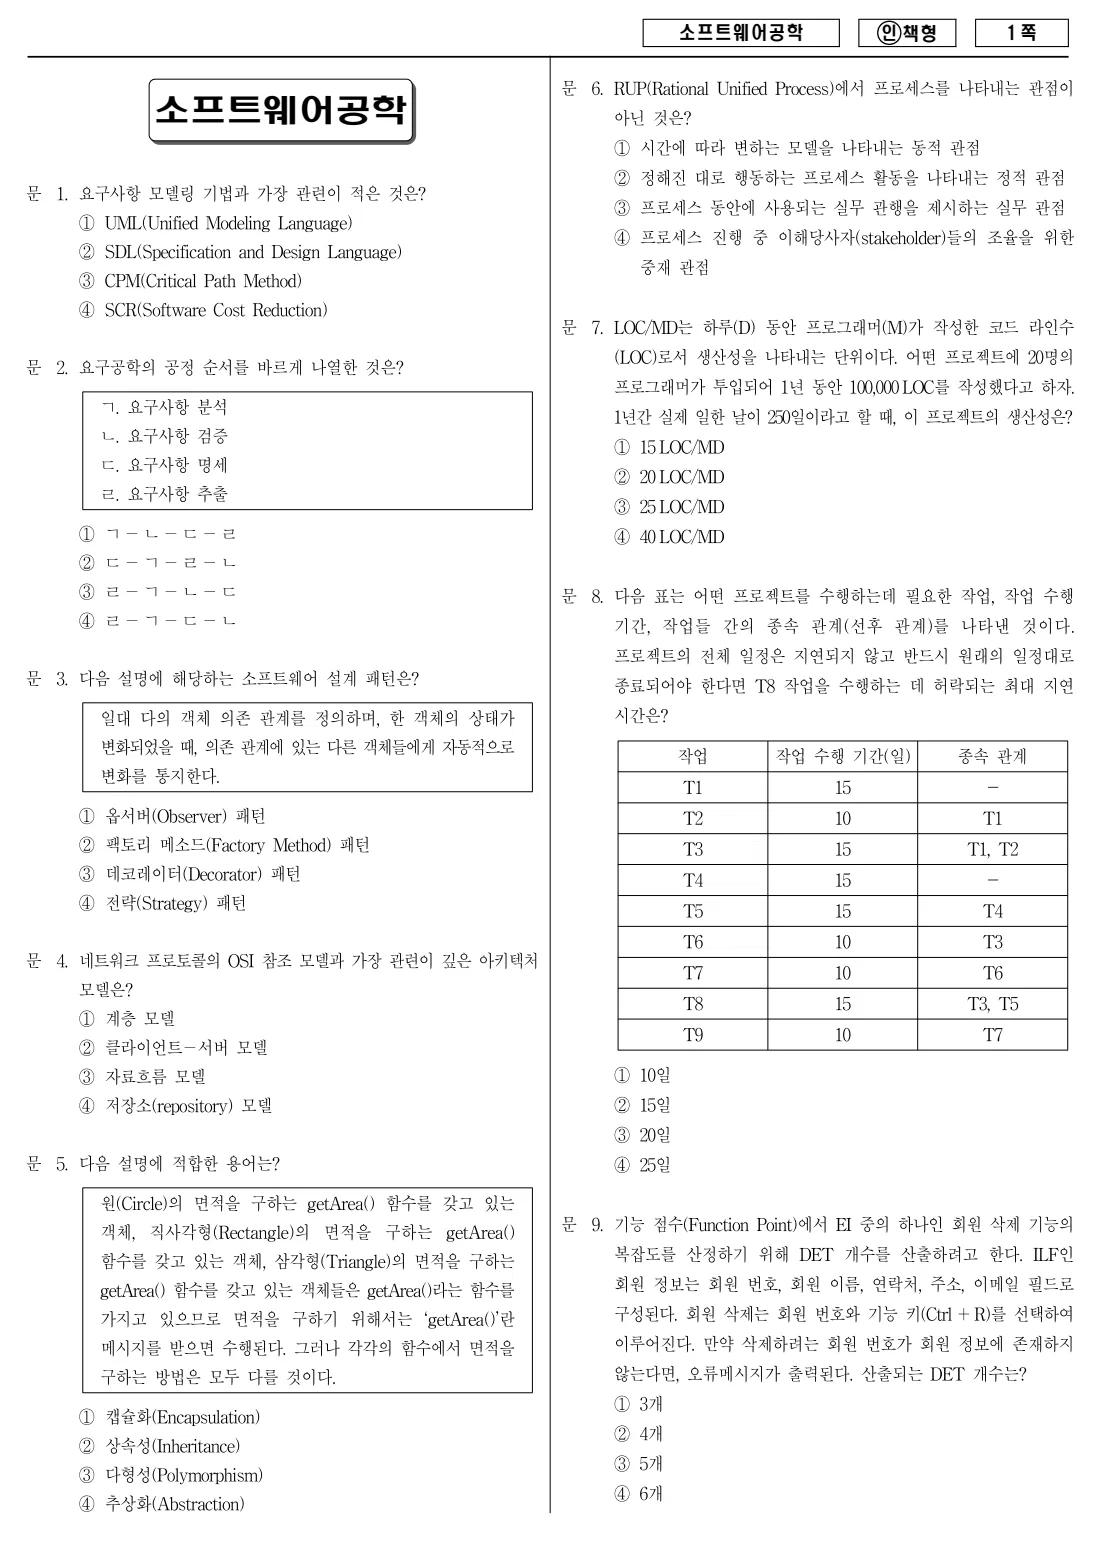 소프트웨어공학
인책형
1쪽
소프트웨어공학
문 1. 요구사항 모델링 기법과 가장 관련이 적은 것은?
① UML(Unified Modeling Language)
② SDL(Specification and Design Language)
③ CPM(Critical Path Method)
④ SCR(Software Cost Reduction)
문 2. 요구공학의 공정 순서를 바르게 나열한 것은?
ㄱ. 요구사항 분석
ㄴ. 요구사항 검증
ㄷ. 요구사항 명세
ㄹ. 요구사항 추출
① ㄱ－ㄴ－ㄷ－ㄹ
② ㄷ－ㄱ－ㄹ－ㄴ
③ ㄹ－ㄱ－ㄴ－ㄷ
④ ㄹ－ㄱ－ㄷ－ㄴ
문 3. 다음 설명에 해당하는 소프트웨어 설계 패턴은?
일대 다의 객체 의존 관계를 정의하며, 한 객체의 상태가
변화되었을 때, 의존 관계에 있는 다른 객체들에게 자동적으로
변화를 통지한다.
① 옵서버(Observer) 패턴
② 팩토리 메소드(Factory Method) 패턴
③ 데코레이터(Decorator) 패턴
④ 전략(Strategy) 패턴
문 4. 네트워크 프로토콜의 OSI 참조 모델과 가장 관련이 깊은 아키텍처
모델은?
① 계층 모델
② 클라이언트－서버 모델
③ 자료흐름 모델
④ 저장소(repository) 모델
문 5. 다음 설명에 적합한 용어는?
원(Circle)의 면적을 구하는 getArea() 함수를 갖고 있는
객체, 직사각형(Rectangle)의 면적을 구하는 getArea()
함수를 갖고 있는 객체, 삼각형(Triangle)의 면적을 구하는
getArea() 함수를 갖고 있는 객체들은 getArea()라는 함수를
가지고 있으므로 면적을 구하기 위해서는 ‘getArea()’란
메시지를 받으면 수행된다. 그러나 각각의 함수에서 면적을
구하는 방법은 모두 다를 것이다.
① 캡슐화(Encapsulation)
② 상속성(Inheritance)
③ 다형성(Polymorphism)
④ 추상화(Abstraction)
문 6. RUP(Rational Unified Process)에서 프로세스를 나타내는 관점이
아닌 것은?
① 시간에 따라 변하는 모델을 나타내는 동적 관점
② 정해진 대로 행동하는 프로세스 활동을 나타내는 정적 관점
③ 프로세스 동안에 사용되는 실무 관행을 제시하는 실무 관점
④ 프로세스 진행 중 이해당사자(stakeholder)들의 조율을 위한
중재 관점
문 7. LOC/MD는 하루(D) 동안 프로그래머(M)가 작성한 코드 라인수
(LOC)로서 생산성을 나타내는 단위이다. 어떤 프로젝트에 20명의
프로그래머가 투입되어 1년 동안 100,000 LOC를 작성했다고 하자.
1년간 실제 일한 날이 250일이라고 할 때, 이 프로젝트의 생산성은?
① 15 LOC/MD
② 20 LOC/MD
③ 25 LOC/MD
④ 40 LOC/MD
문 8. 다음 표는 어떤 프로젝트를 수행하는데 필요한 작업, 작업 수행
기간, 작업들 간의 종속 관계(선후 관계)를 나타낸 것이다.
프로젝트의 전체 일정은 지연되지 않고 반드시 원래의 일정대로
종료되어야 한다면 T8 작업을 수행하는 데 허락되는 최대 지연
시간은?
작업 작업 수행 기간(일) 종속 관계
T1 15 －
T2 10 T1
T3 15 T1, T2
T4 15 －
T5 15 T4
T6 10 T3
T7 10 T6
T8 15 T3, T5
T9 10 T7
① 10일
② 15일
③ 20일
④ 25일
문 9. 기능 점수(Function Point)에서 EI 중의 하나인 회원 삭제 기능의
복잡도를 산정하기 위해 DET 개수를 산출하려고 한다. ILF인
회원 정보는 회원 번호, 회원 이름, 연락처, 주소, 이메일 필드로
구성된다. 회원 삭제는 회원 번호와 기능 키(Ctrl + R)를 선택하여
이루어진다. 만약 삭제하려는 회원 번호가 회원 정보에 존재하지
않는다면, 오류메시지가 출력된다. 산출되는 DET 개수는?
① 3개
② 4개
③ 5개
④ 6개